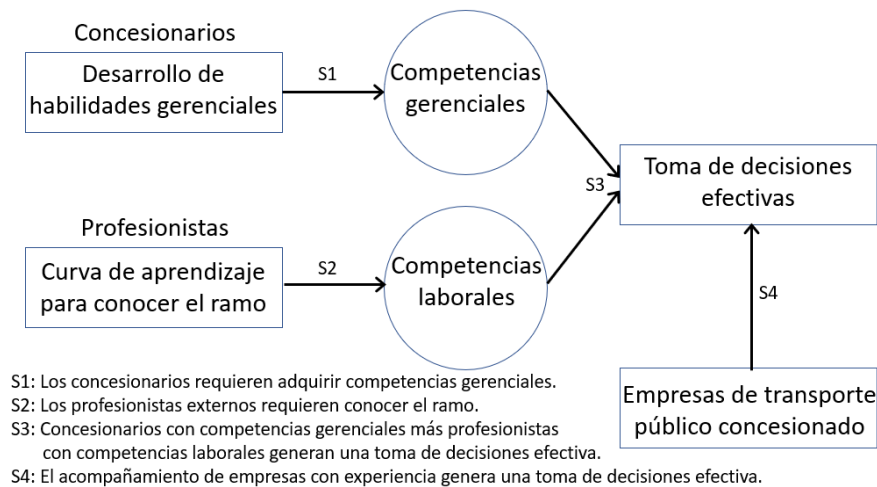 Concesionarios
Desarrollo de
habilidades gerenciales
S1
Competencias
gerenciales
S3
Toma de decisiones
efectivas
Profesionistas
Curva de aprendizaje
para conocer el ramo
S2
Competencias
laborales
S4
Empresas de transporte
público concesionado
S1: Los concesionarios requieren adquirir competencias gerenciales.
S2: Los profesionistas externos requieren conocer el ramo.
S3: Concesionarios con competencias gerenciales más profesionistas
con competencias laborales generan una toma de decisiones efectiva.
S4: El acompañamiento de empresas con experiencia genera una toma de decisiones efectiva.